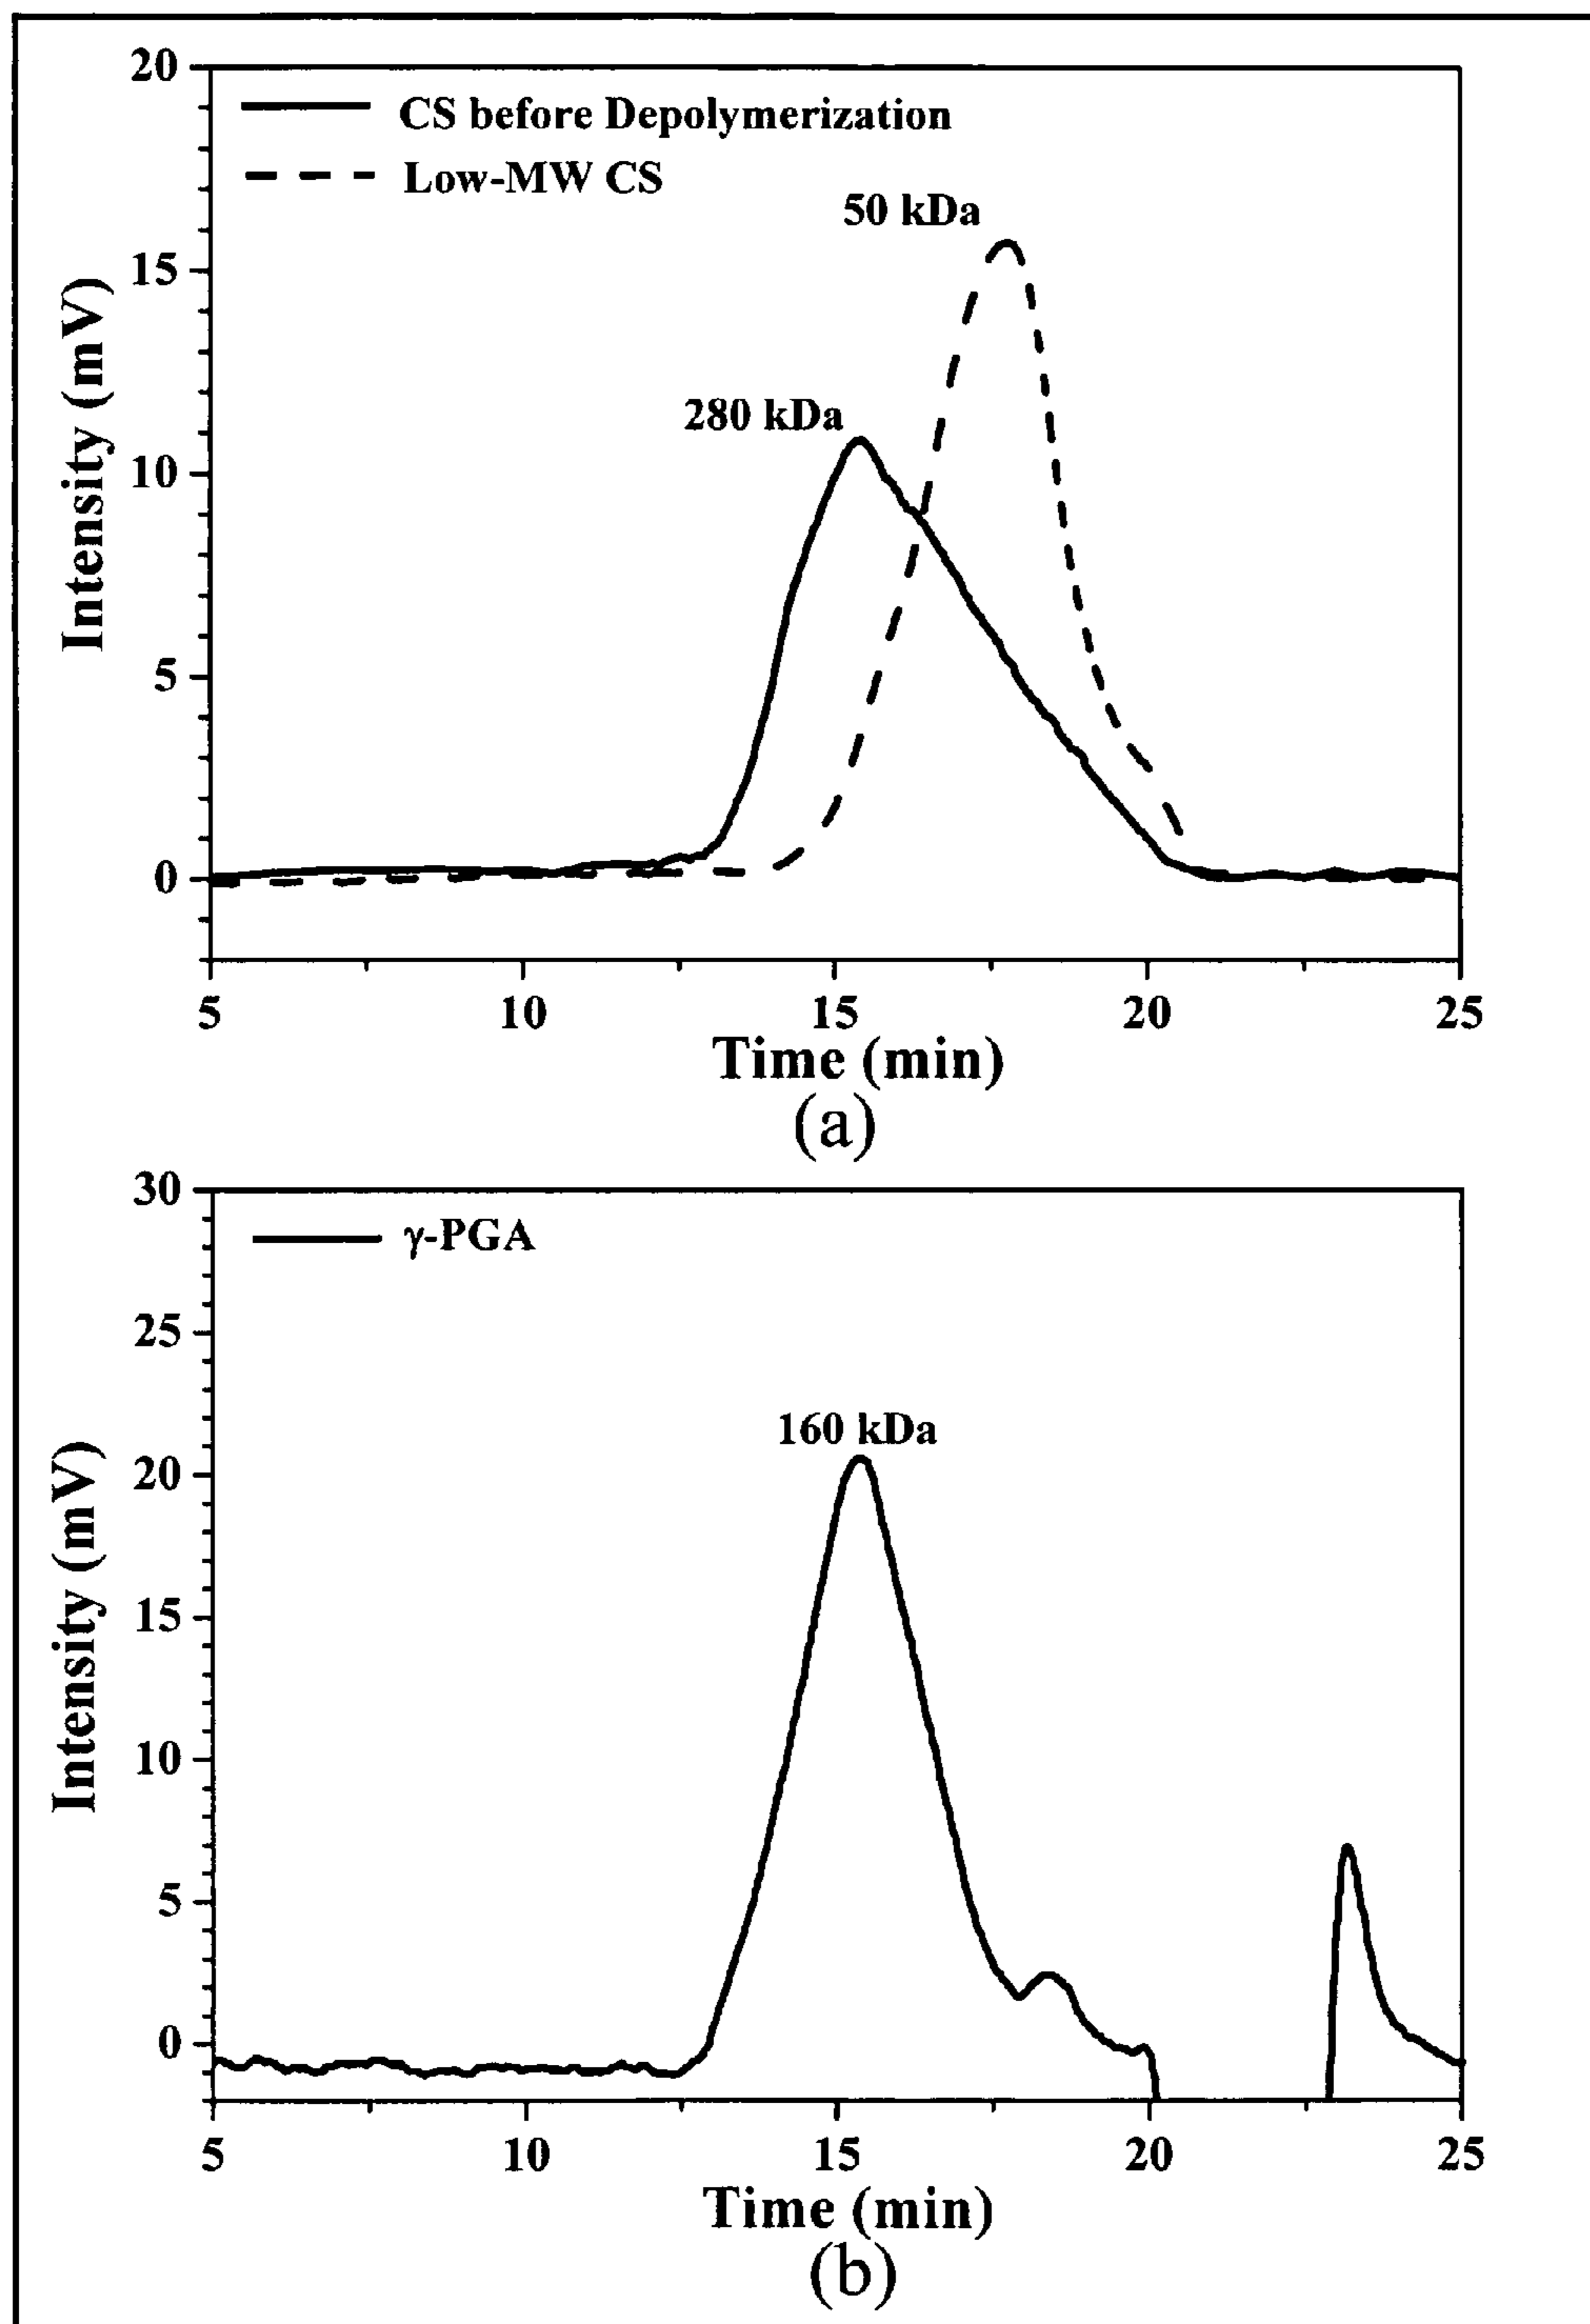 20
15
10
5
0
Intensity (mV)
CS before Depolymerization
Low-MW CS
50 kDa
280 kDa
5 10 15 20 25
Time (min)
(a)
30
25
20
15
10
5
0
Intensity (mV)
γ-PGA
160 kDa
5 10 15 20 25
Time (min)
(b)